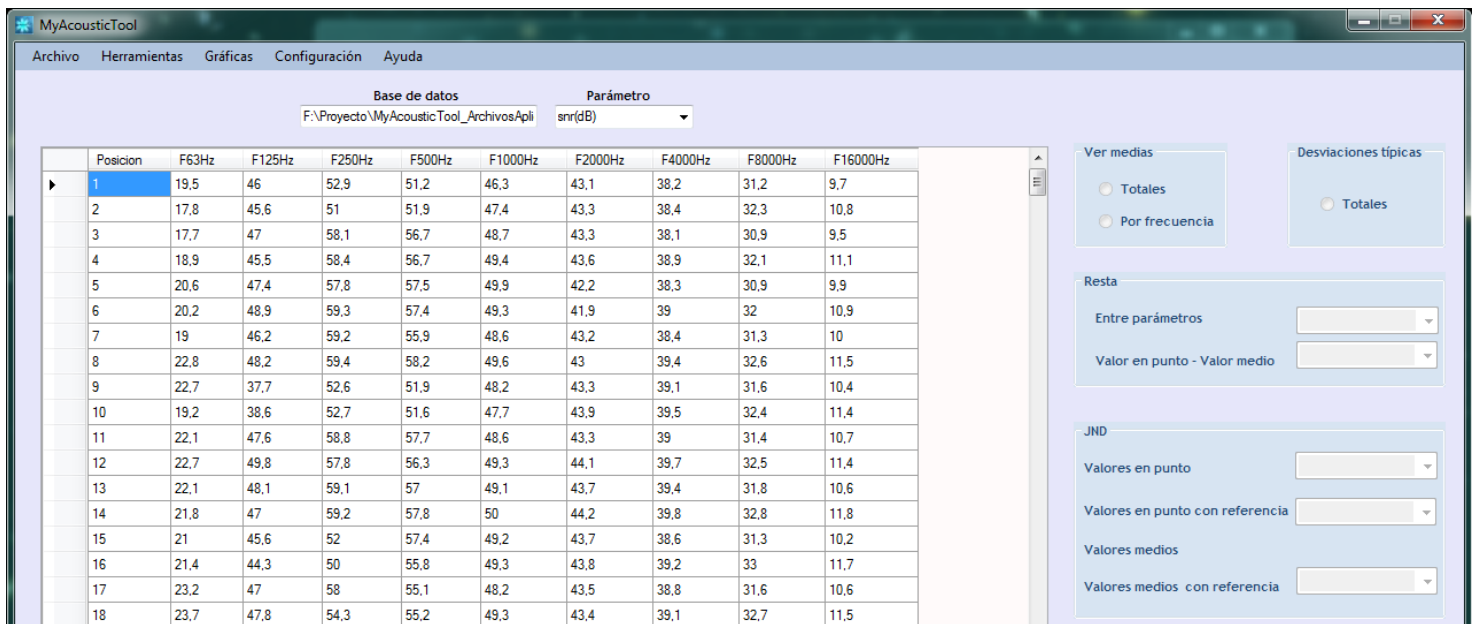 MyAcousticTool
Archivo Herramientas Gráficas Configuración Ayuda
Base de datos Parámetro
F:\Proyecto\MyAcousticTool_ArchivosApli snr(dB)
Posicion F63Hz F125Hz F250Hz F500Hz F1000Hz F2000Hz F4000Hz F8000Hz F16000Hz
1 19,5 46 52,9 51,2 46,3 43,1 38,2 31,2 9,7
2 17,8 45,6 51 51,9 47,4 43,3 38,4 32,3 10,8
3 17,7 47 58,1 56,7 48,7 43,3 38,1 30,9 9,5
4 18,9 45,5 58,4 56,7 49,4 43,6 38,9 32,1 11,1
5 20,6 47,4 57,8 57,5 49,9 42,2 38,3 30,9 9,9
6 20,2 48,9 59,3 57,4 49,3 41,9 39 32 10,9
7 19 46,2 59,2 55,9 48,6 43,2 38,4 31,3 10
8 22,8 48,2 59,4 58,2 49,6 43 39,4 32,6 11,5
9 22,7 37,7 52,6 51,9 48,2 43,3 39,1 31,6 10,4
10 19,2 38,6 52,7 51,6 47,7 43,9 39,5 32,4 11,4
11 22,1 47,6 58,8 57,7 48,6 43,3 39 31,4 10,7
12 22,7 49,8 57,8 56,3 49,3 44,1 39,7 32,5 11,4
13 22,1 48,1 59,1 57 49,1 43,7 39,4 31,8 10,6
14 21,8 47 59,2 57,8 50 44,2 39,8 32,8 11,8
15 21 45,6 52 57,4 49,2 43,7 38,6 31,3 10,2
16 21,4 44,3 50 55,8 49,3 43,8 39,2 33 11,7
17 23,2 47 58 55,1 48,2 43,5 38,8 31,6 10,6
18 23,7 47,8 54,3 55,2 49,3 43,4 39,1 32,7 11,5
Ver medias
Totales
Por frecuencia
Desviaciones típicas
Totales
Resta
Entre parámetros
Valor en punto - Valor medio
JND
Valores en punto
Valores en punto con referencia
Valores medios
Valores medios con referencia